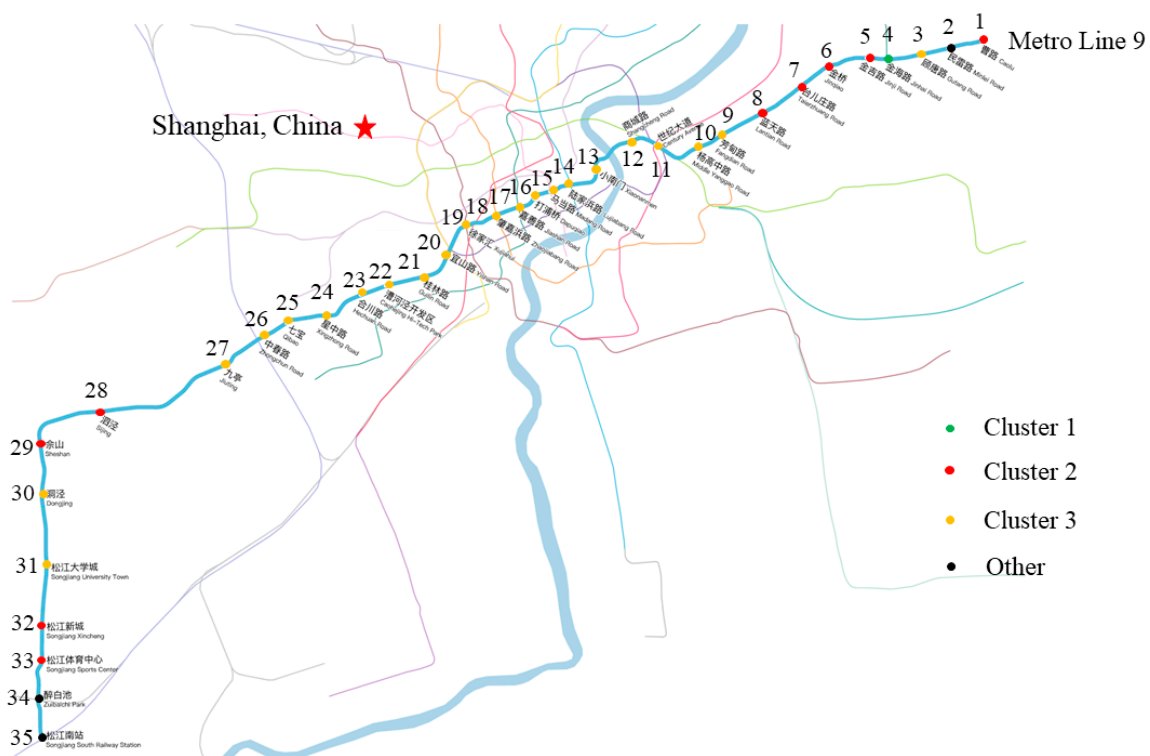 Metro Line 9
Shanghai, China
1
曹路 Caolu
2
民雷路 Minlei Road
3
顾唐路 Gutang Road
4
金海路 Jinhai Road
5
金吉路 Jinji Road
6
金桥
Jinqiao
7
台儿庄路
Taierzhuang Road
8
蓝天路
Lantian Road
9
芳甸路
Fangdian Road
10
杨高中路
Middle Yanggao Road
11
世纪大道
Century Avenue
12
商城路
Shangcheng Road
13
小南门 Xiaonanmen
14
陆家浜路 Lujiabang Road
15
马当路 Madang Road
16
打浦桥 Dapuqiao
17
嘉善路 Jiashan Road
18
肇嘉浜路 Zhaojiabang Road
19
徐家汇 Xujiahui
20
宜山路 Yishan Road
21
桂林路
Guilin Road
22
漕河泾开发区
Caohejing Hi-Tech Park
23
合川路
Hechuan Road
24
星中路
Xingzhong Road
25
七宝
Qibao
26
中春路
Zhongchun Road
27
九亭
Jiuting
28
泗泾
Sijing
29
佘山
Sheshan
30
洞泾
Dongjing
31
松江大学城
Songjiang University Town
32
松江新城
Songjiang Xincheng
33
松江体育中心
Songjiang Sports Center
34
醉白池
Zuibaichi Park
35
松江南站
Songjiang South Railway Station
Cluster 1
Cluster 2
Cluster 3
Other